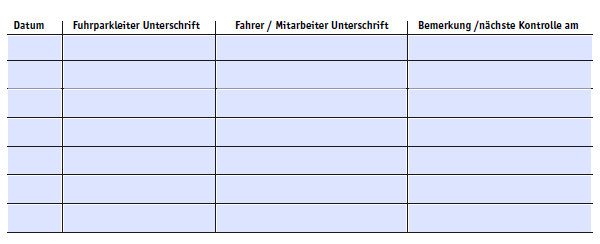 Datum Fuhrparkleiter Unterschrift Fahrer / Mitarbeiter Unterschrift Bemerkung /nächste Kontrolle am